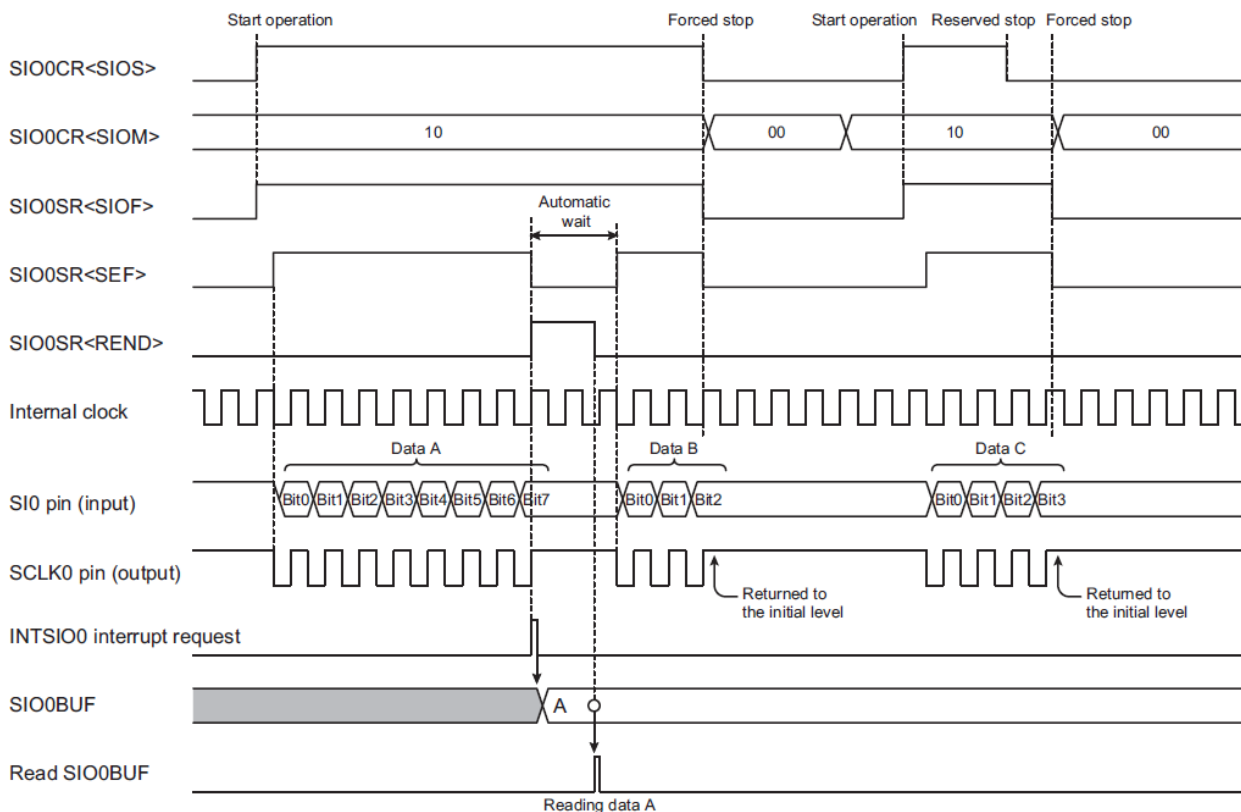 Start operation
Forced stop
Start operation
Reserved stop
Forced stop
SIO0CR<SIOS>
SIO0CR<SIOM>
10
00
10
00
SIO0SR<SIOF>
Automatic
wait
SIO0SR<SEF>
SIO0SR<REND>
Internal clock
Data A
Data B
Data C
SI0 pin (input)
Bit0 Bit1 Bit2 Bit3 Bit4 Bit5 Bit6 Bit7
Bit0 Bit1 Bit2
Bit0 Bit1 Bit2 Bit3
SCLK0 pin (output)
Returned to
the initial level
Returned to
the initial level
INTSIO0 interrupt request
SIO0BUF
A
Read SIO0BUF
Reading data A